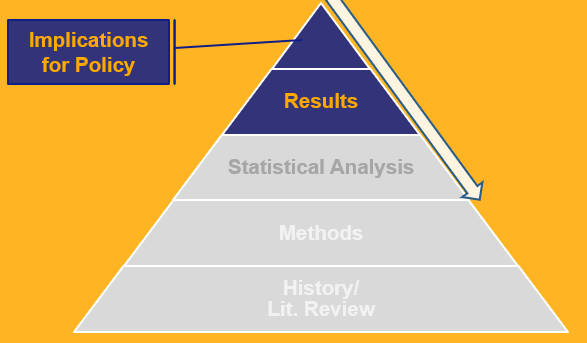 Implications
for Policy
Results
Statistical Analysis
Methods
History/
Lit. Review